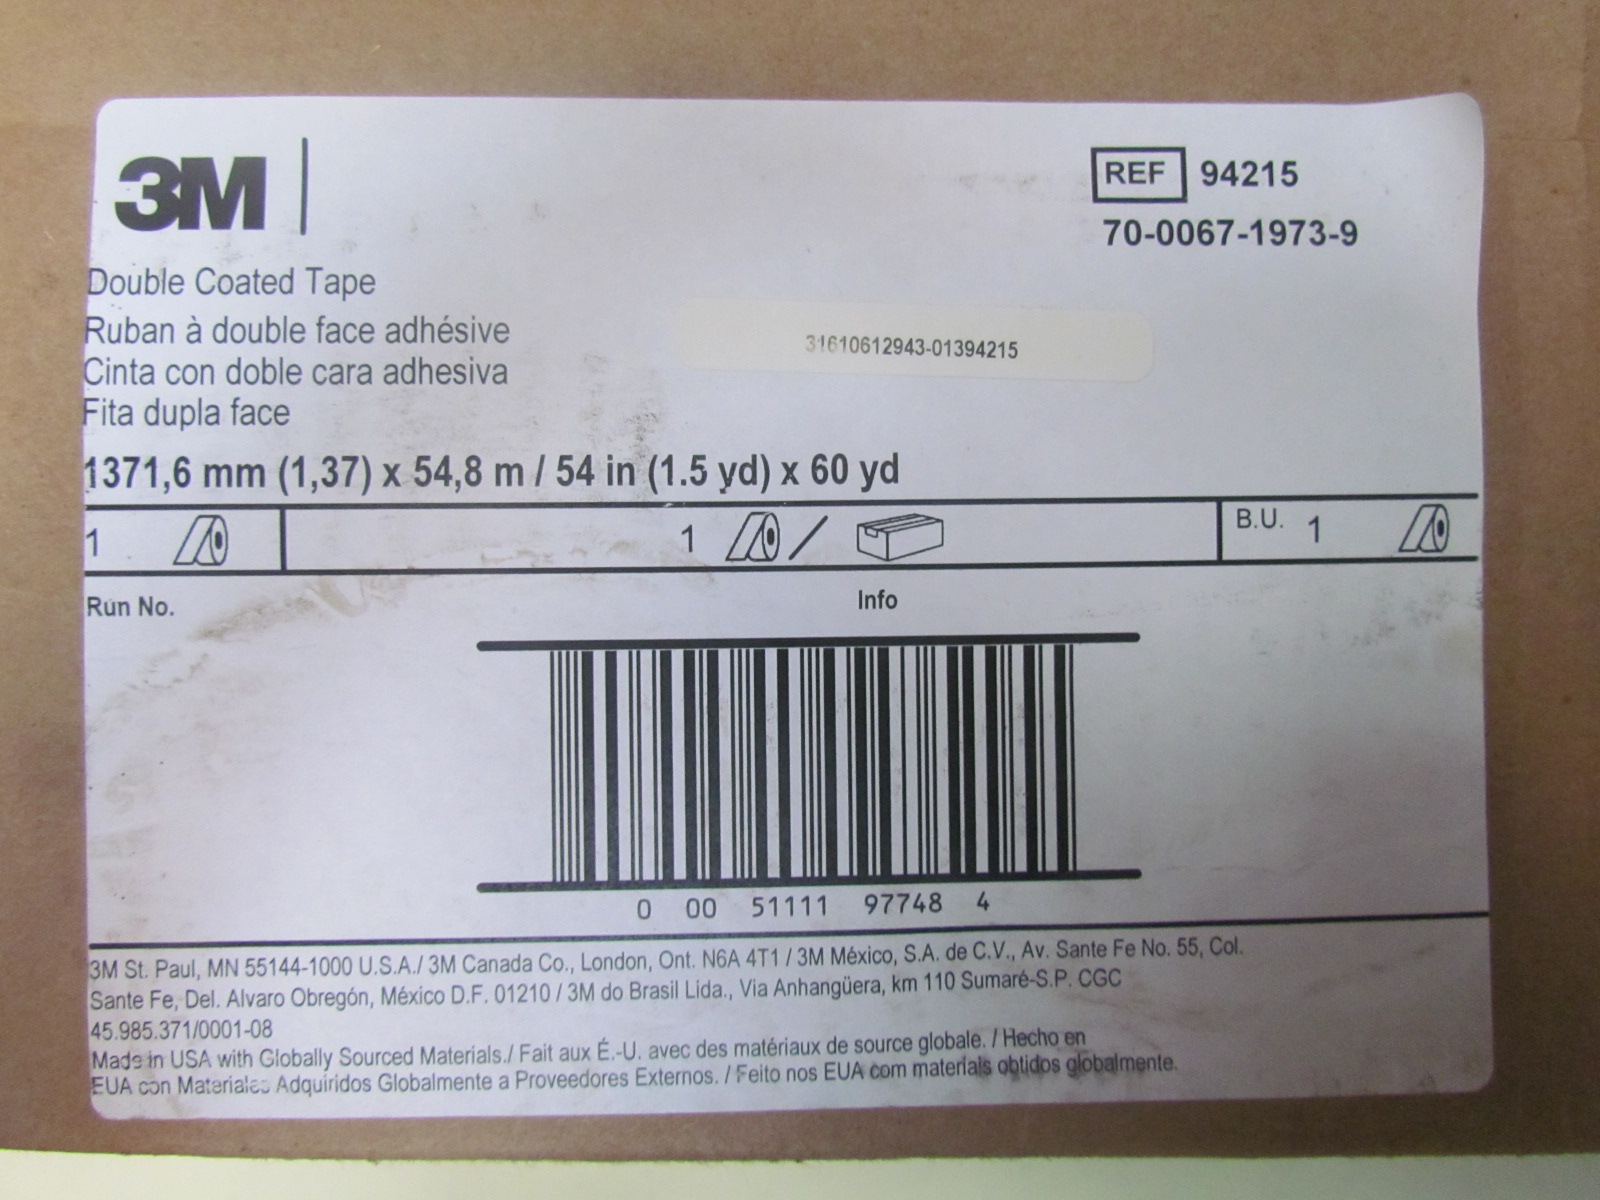 3M
REF 94215
70-0067-1973-9
Double Coated Tape
Ruban à double face adhésive
Cinta con doble cara adhesiva
Fita dupla face
31610612943-01394215
1371,6 mm (1,37) x 54,8 m / 54 in (1.5 yd) x 60 yd
1 1 / B.U. 1
Run No. Info
0 00 51111 97748 4
3M St. Paul, MN 55144-1000 U.S.A./ 3M Canada Co., London, Ont. N6A 4T1 / 3M México, S.A. de C.V., Av. Sante Fe No. 55, Col.
Sante Fe, Del. Alvaro Obregón, México D.F. 01210 / 3M do Brasil Lida., Via Anhangüera, km 110 Sumaré-S.P. CGC
45.985.371/0001-08
Made in USA with Globally Sourced Materials./ Fait aux É.-U. avec des matériaux de source globale. / Hecho en
EUA con Materiales Adquiridos Globalmente a Proveedores Externos. / Feito nos EUA com materiais obtidos globalmente.